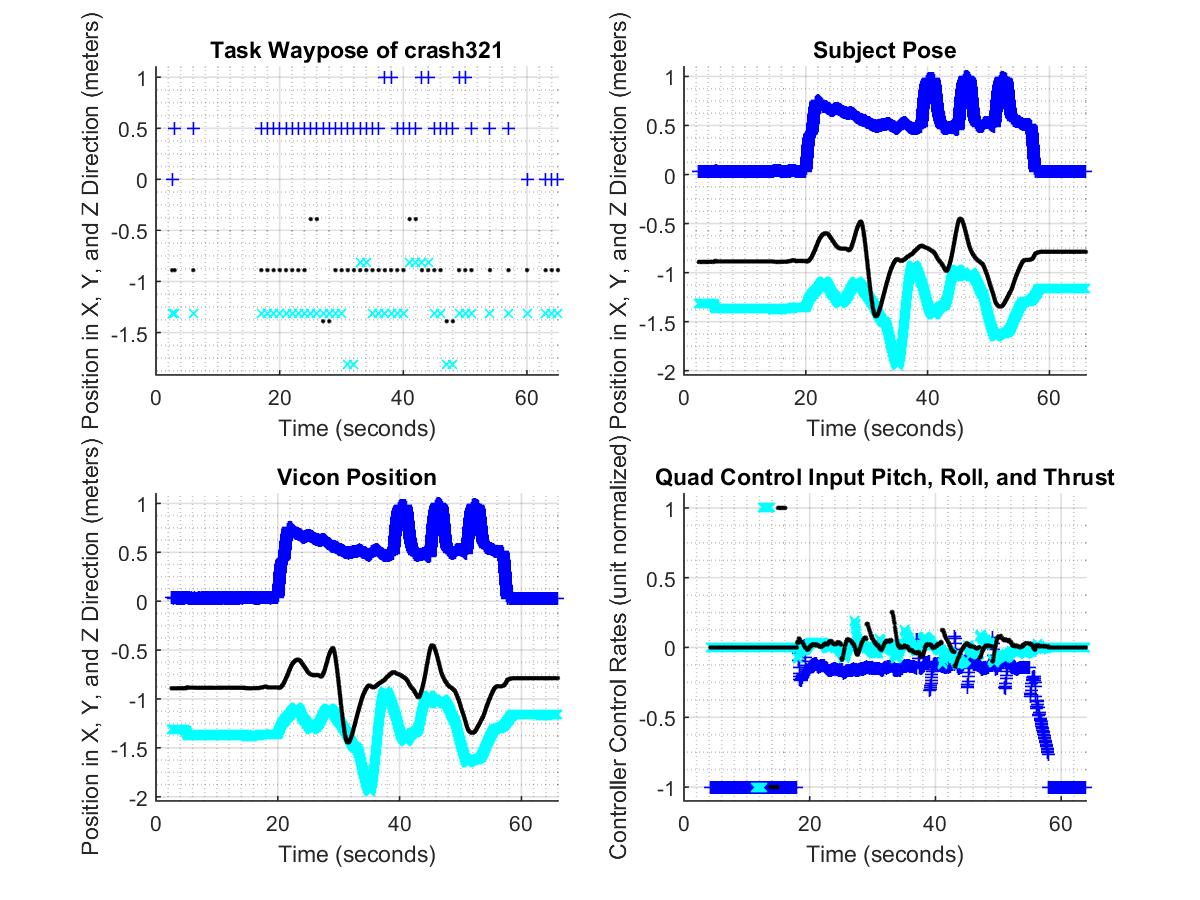 Task Waypose of crash321
Position in X, Y, and Z Direction (meters)
1
0.5
0
-0.5
-1
-1.5
0 20 40 60
Time (seconds)
Subject Pose
Position in X, Y, and Z Direction (meters)
1
0.5
0
-0.5
-1
-1.5
-2
0 20 40 60
Time (seconds)
Vicon Position
Position in X, Y, and Z Direction (meters)
1
0.5
0
-0.5
-1
-1.5
-2
0 20 40 60
Time (seconds)
Quad Control Input Pitch, Roll, and Thrust
Controller Control Rates (unit normalized)
1
0.5
0
-0.5
-1
0 20 40 60
Time (seconds)